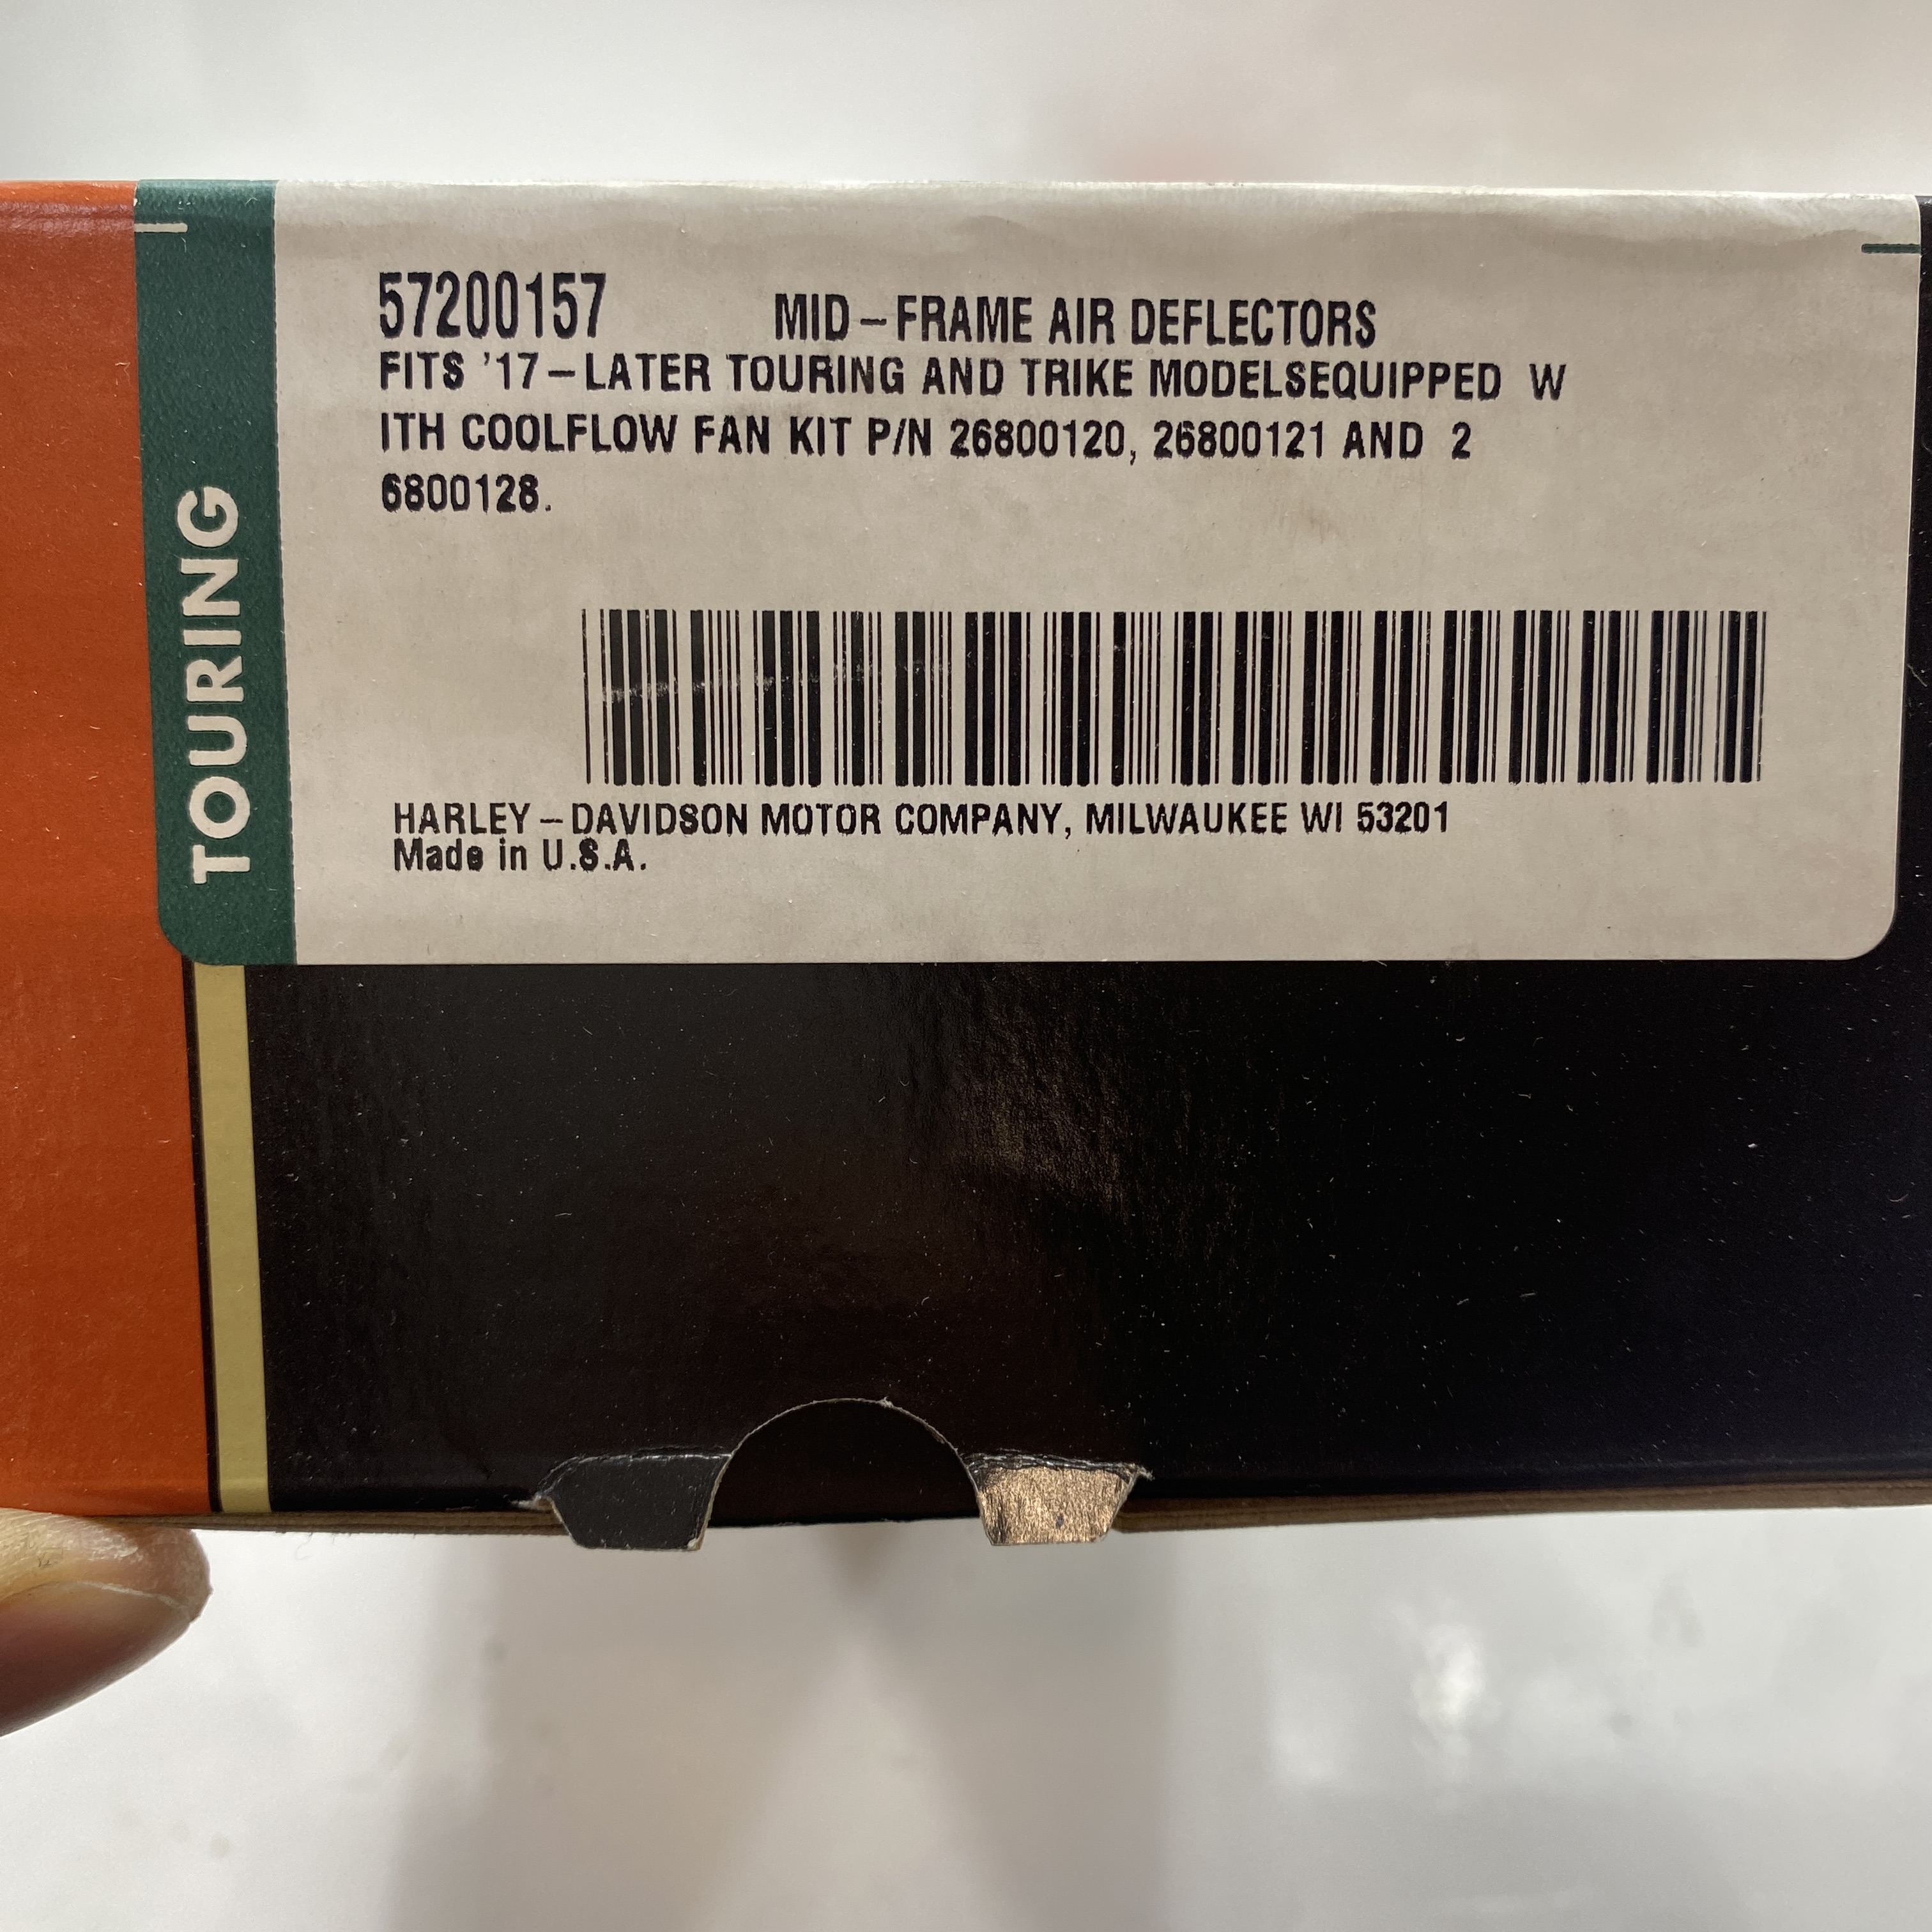 57200157 MID-FRAME AIR DEFLECTORS
FITS '17-LATER TOURING AND TRIKE MODELSEQUIPPED W
ITH COOLFLOW FAN KIT P/N 26800120, 26800121 AND 2
6800128.
HARLEY-DAVIDSON MOTOR COMPANY, MILWAUKEE WI 53201
Made in U.S.A.
TOURING